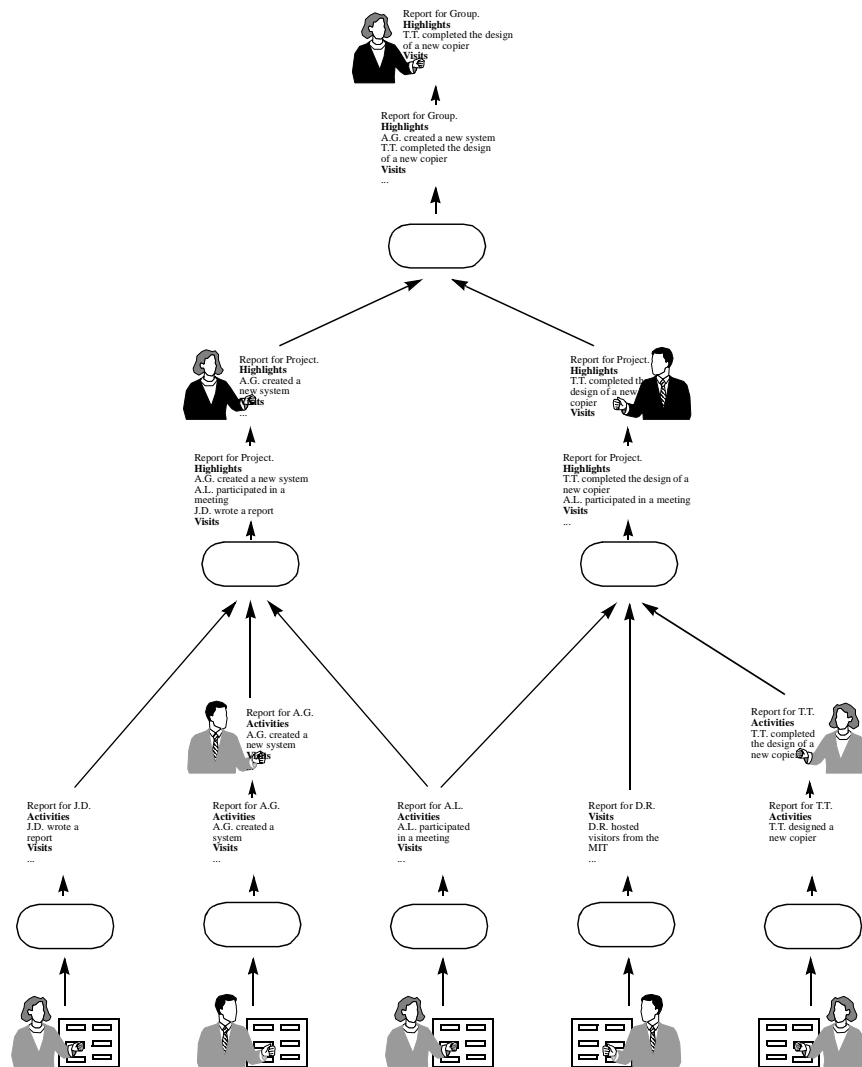 Report for Group.
Highlights
T.T. completed the design
of a new copier
Visits
Report for Group.
Highlights
A.G. created a new system
T.T. completed the design
of a new copier
Visits
...
Report for Project.
Highlights
A.G. created a
new system
Visits
...
Report for Project.
Highlights
T.T. completed the
design of a new
copier
Visits
Report for Project.
Highlights
A.G. created a new system
A.L. participated in a
meeting
J.D. wrote a report
Visits
Report for Project.
Highlights
T.T. completed the design of a
new copier
A.L. participated in a meeting
Visits
...
Report for A.G.
Activities
A.G. created a
new system
Visits
Report for T.T.
Activities
T.T. completed
the design of a
new copier
Report for J.D.
Activities
J.D. wrote a
report
Visits
...
Report for A.G.
Activities
A.G. created a
system
Visits
...
Report for A.L.
Activities
A.L. participated
in a meeting
Visits
...
Report for D.R.
Visits
D.R. hosted
visitors from the
MIT
...
Report for T.T.
Activities
T.T. designed a
new copier